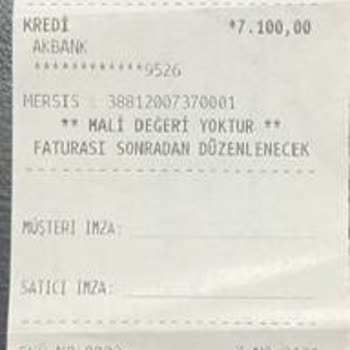 KREDİ *7.100,00
AKBANK
************9526
MERSIS : 38812007370001
** MALİ DEĞERİ YOKTUR **
FATURASI SONRADAN DÜZENLENECEK
MÜŞTERİ İMZA:
SATICI İMZA: